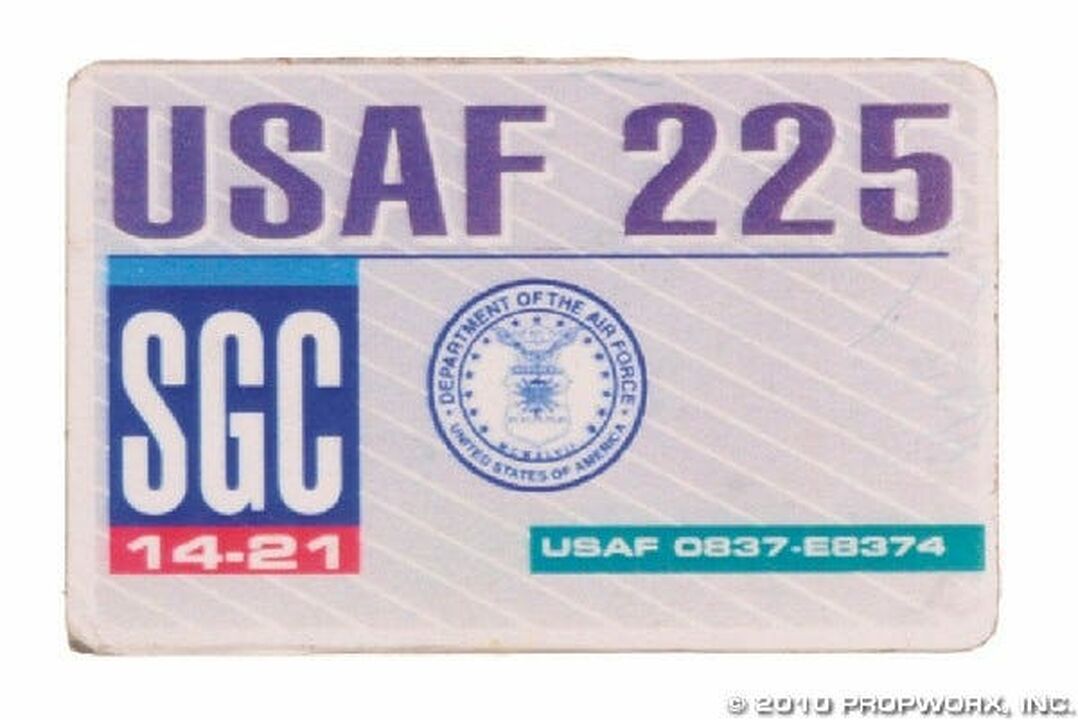 USAF 225
SGC
14-21
DEPARTMENT OF THE AIR FORCE
UNITED STATES OF AMERICA
USAF 0837-E8374
© 2010 PROPWORX, INC.